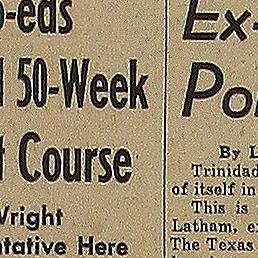 o-eds
50-Week
t Course
Wright
ntative Here
Ex-
Po
By L
Trinidad
of itself in
This is
Latham, e
The Texas